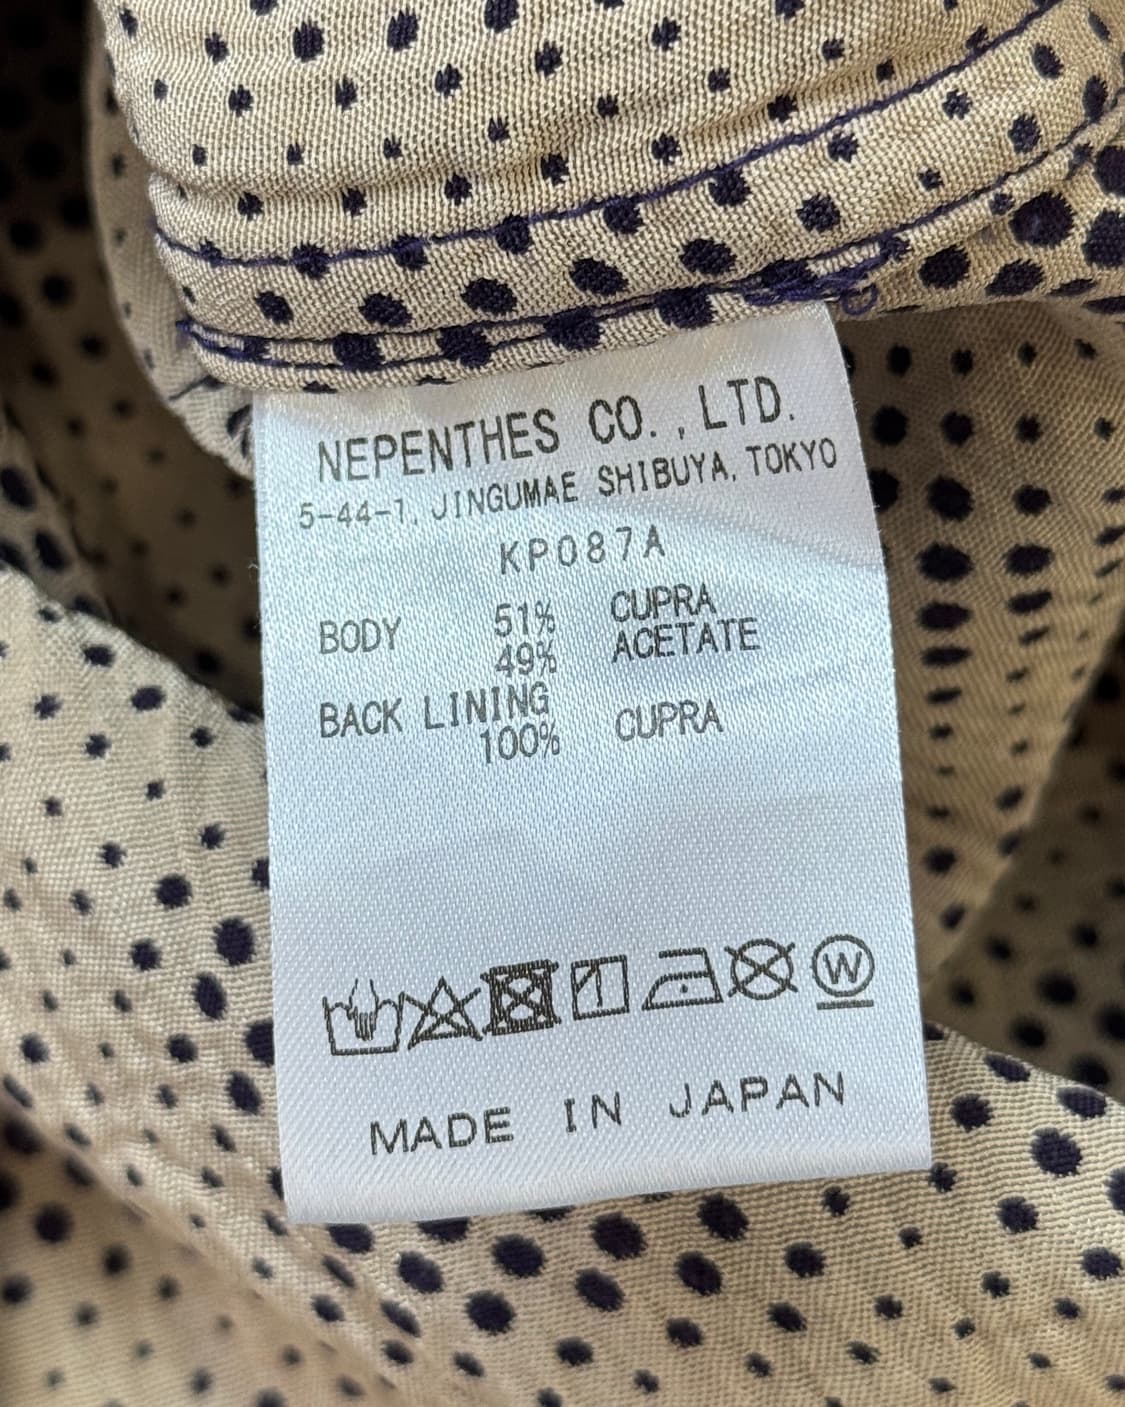 NEPENTHES CO., LTD.
5-44-1, JINGUMAE SHIBUYA, TOKYO
KP087A
BODY 51% CUPRA
49% ACETATE
BACK LINING
100% CUPRA
W
MADE IN JAPAN